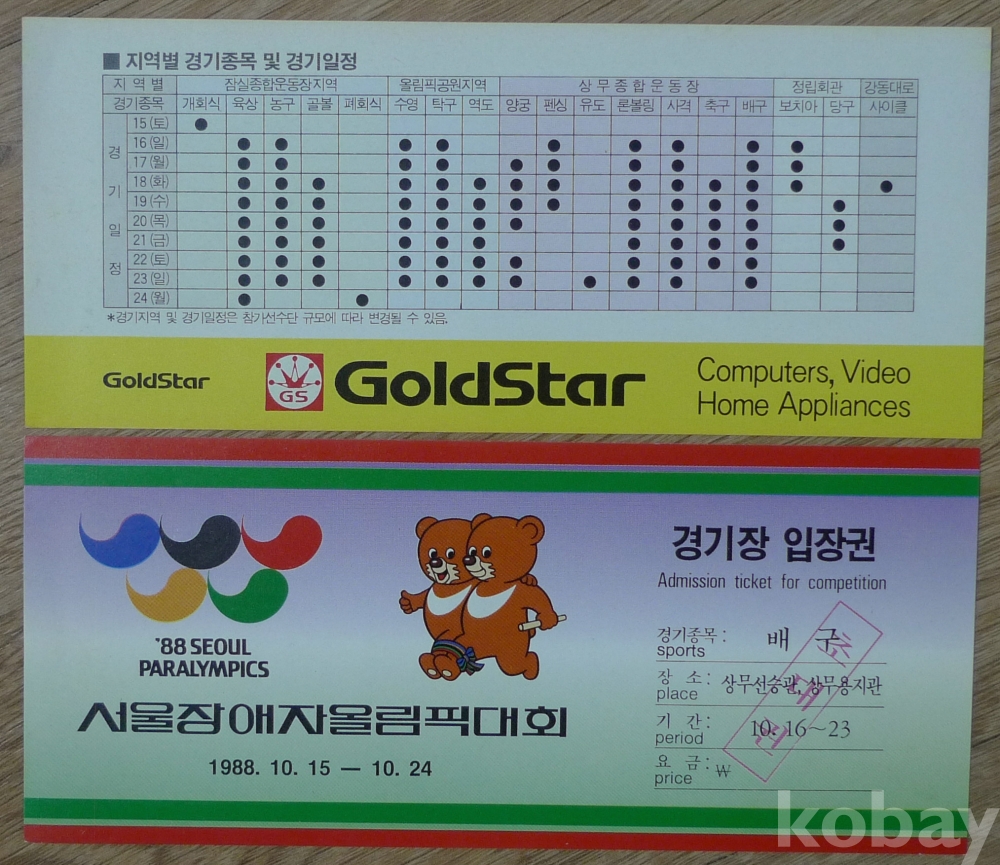 ■ 지역별 경기종목 및 경기일정
지역별 잠실종합운동장지역 올림픽공원지역 상무종합운동장 정립회관 강동대로
경기종목 개회식 육상 농구 골볼 폐회식 수영 탁구 역도 양궁 펜싱 유도 론볼링 사격 축구 배구 보치아 당구 사이클
경기일정
15(토) ●
16(일) ● ● ● ● ● ● ● ● ●
17(월) ● ● ● ● ● ● ● ● ● ●
18(화) ● ● ● ● ● ● ● ● ● ● ● ● ● ●
19(수) ● ● ● ● ● ● ● ● ● ● ● ● ●
20(목) ● ● ● ● ● ● ● ● ● ● ● ●
21(금) ● ● ● ● ● ● ● ● ● ● ●
22(토) ● ● ● ● ● ● ● ● ● ● ●
23(일) ● ● ● ● ● ● ● ● ● ● ●
24(월) ● ●
*경기지역 및 경기일정은 참가선수단 규모에 따라 변경될 수 있음.
GoldStar GS GoldStar Computers, Video
Home Appliances
'88 SEOUL
PARALYMPICS
서울장애자올림픽대회
1988. 10. 15 — 10. 24
경기장 입장권
Admission ticket for competition
경기종목: 배 구
sports
장 소: 상무선승관, 상무용지관
place
기 간: 10. 16~23
period
요 금: ₩
price
초대권
kobay